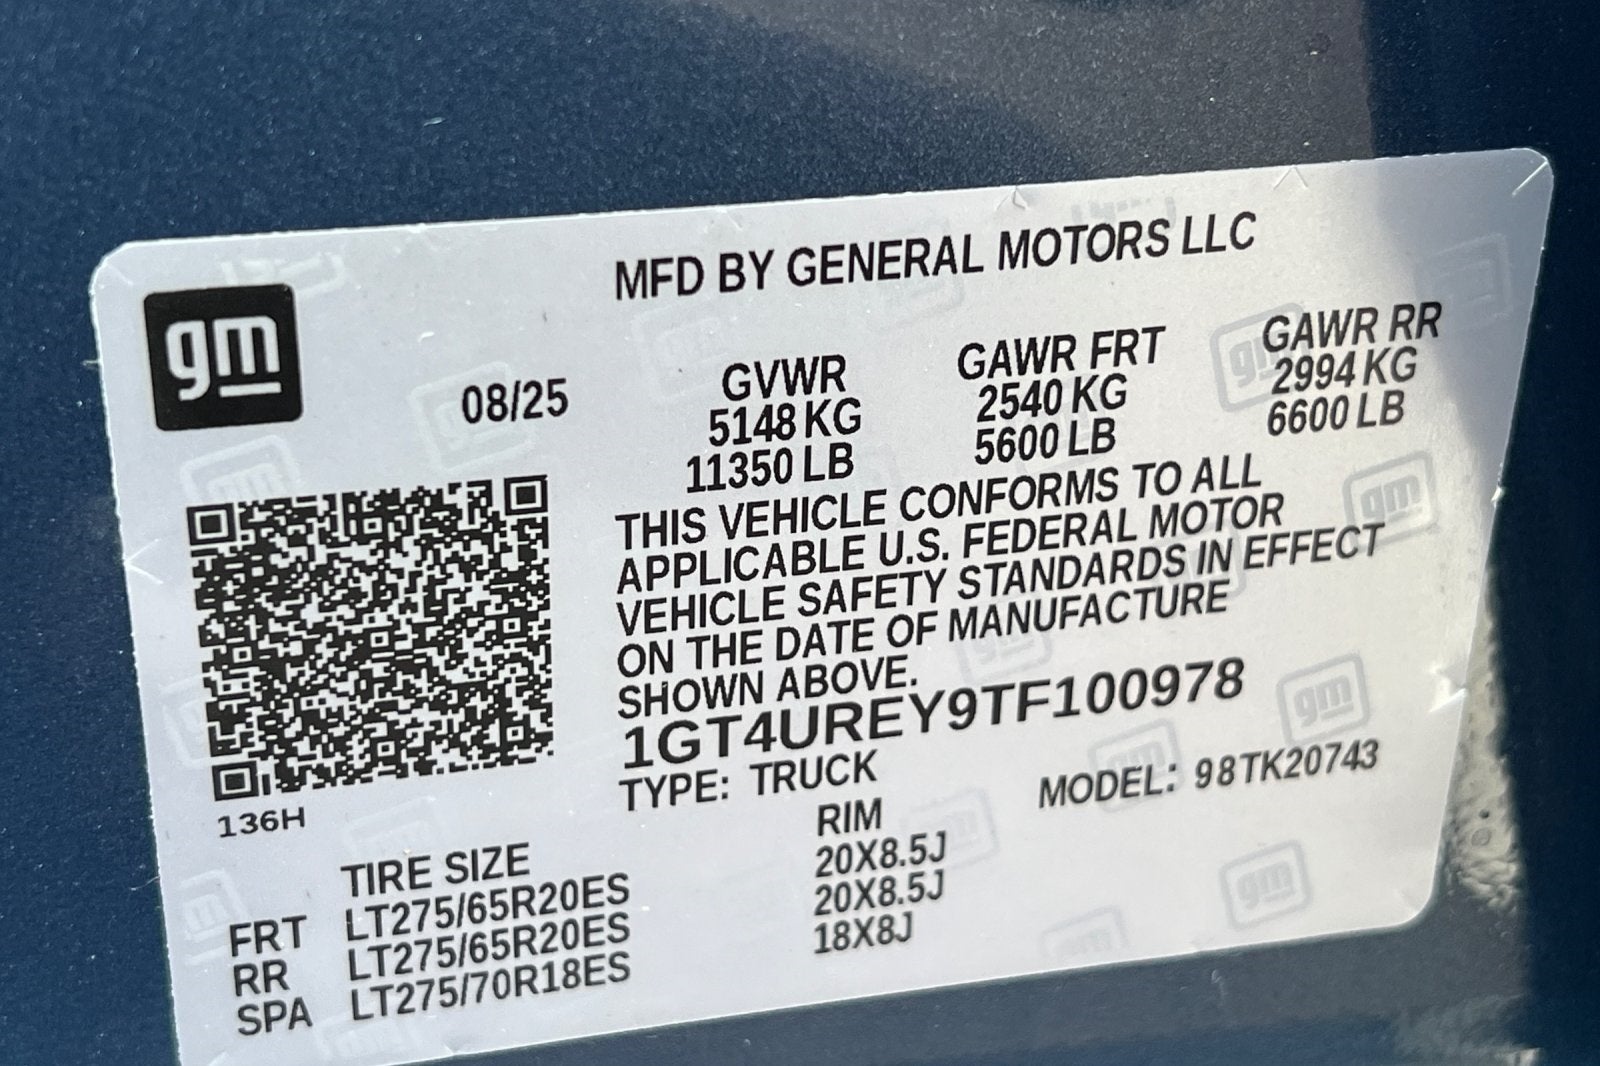 MFD BY GENERAL MOTORS LLC
gm
08/25
GVWR GAWR FRT GAWR RR
5148 KG 2540 KG 2994 KG
11350 LB 5600 LB 6600 LB
THIS VEHICLE CONFORMS TO ALL
APPLICABLE U.S. FEDERAL MOTOR
VEHICLE SAFETY STANDARDS IN EFFECT
ON THE DATE OF MANUFACTURE
SHOWN ABOVE.
1GT4UREY9TF100978
TYPE: TRUCK MODEL: 98TK20743
136H
TIRE SIZE RIM
FRT LT275/65R20ES 20X8.5J
RR LT275/65R20ES 20X8.5J
SPA LT275/70R18ES 18X8J